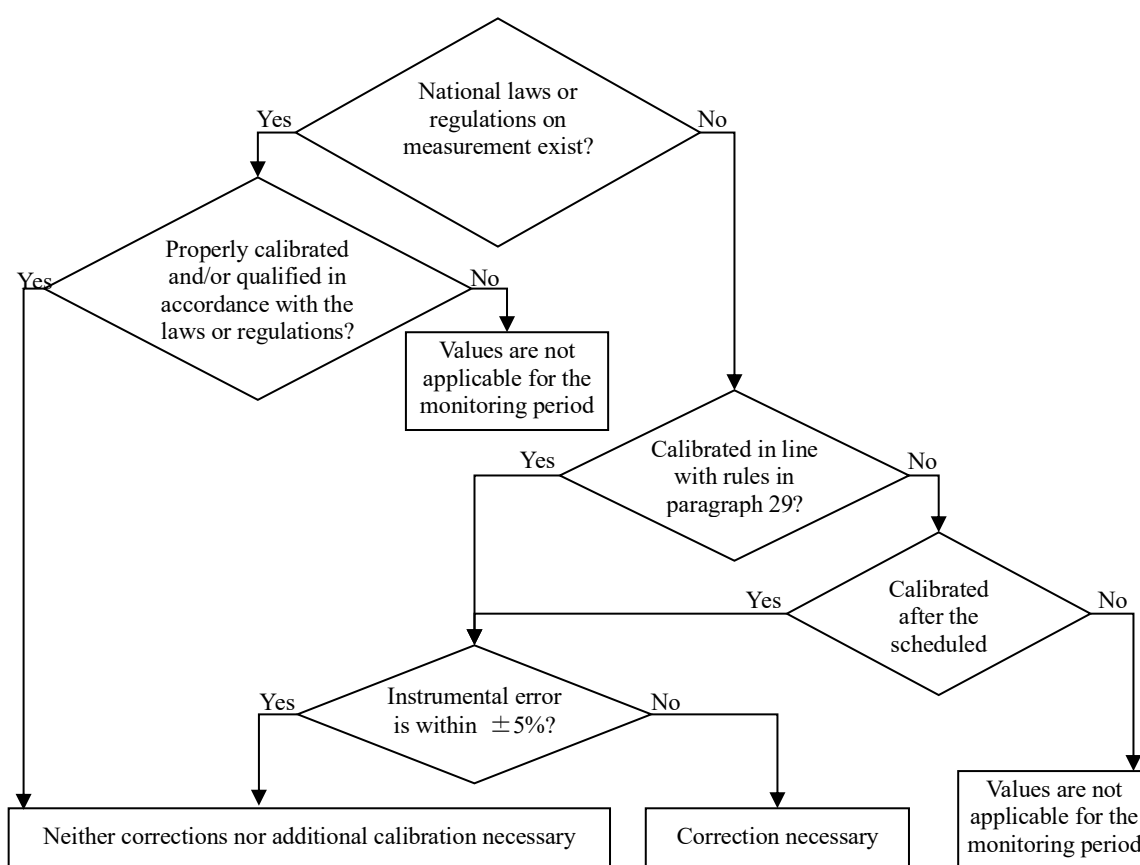 National laws or
regulations on
measurement exist?
Yes
No
Properly calibrated
and/or qualified in
accordance with the
laws or regulations?
Yes
No
Values are not
applicable for the
monitoring period
Calibrated in line
with rules in
paragraph 29?
Yes
No
Calibrated
after the
scheduled
Yes
No
Instrumental error
is within ±5%?
Yes
No
Neither corrections nor additional calibration necessary
Correction necessary
Values are not
applicable for the
monitoring period